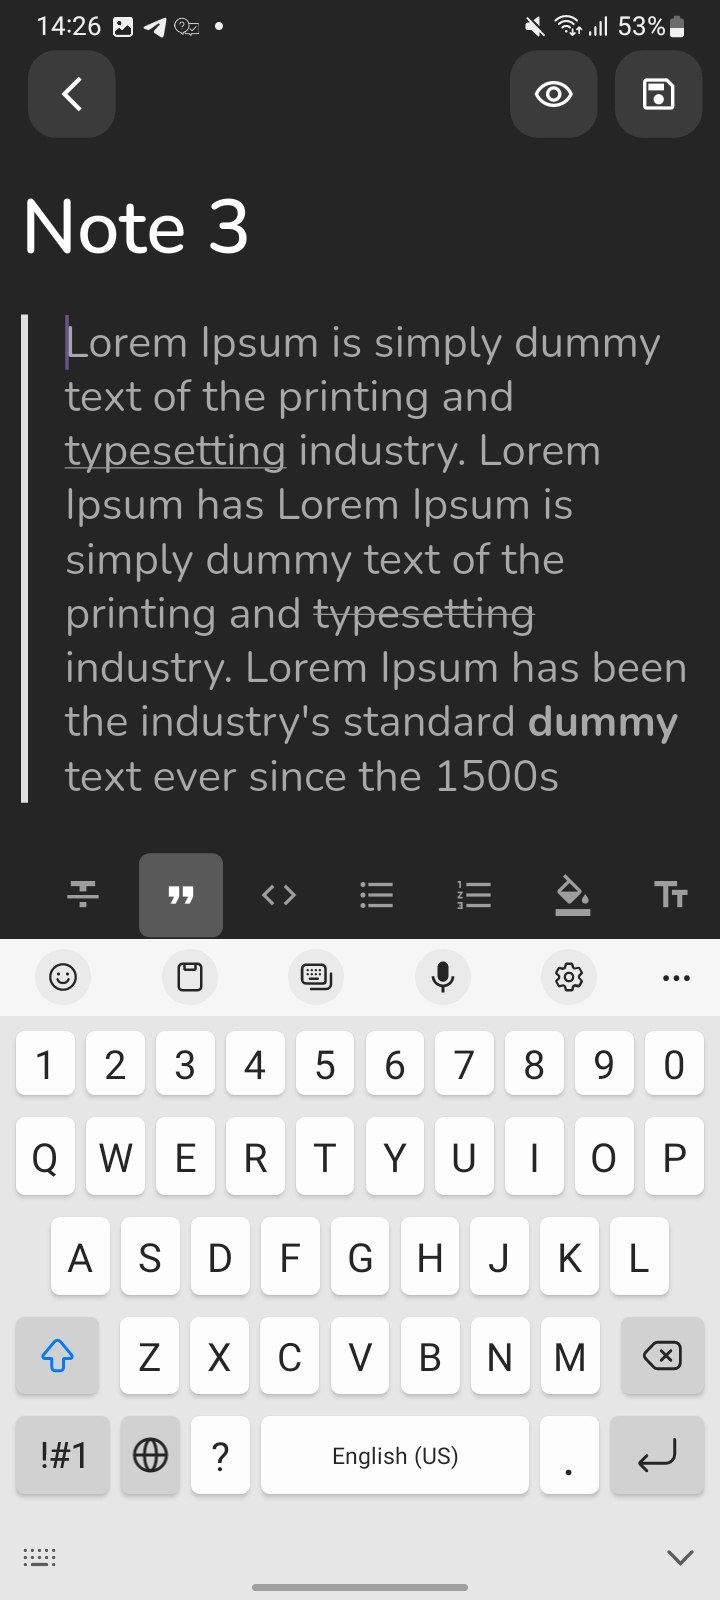 14:26 53%
Note 3
Lorem Ipsum is simply dummy
text of the printing and
typesetting industry. Lorem
Ipsum has Lorem Ipsum is
simply dummy text of the
printing and typesetting
industry. Lorem Ipsum has been
the industry's standard dummy
text ever since the 1500s
1 2 3 4 5 6 7 8 9 0
Q W E R T Y U I O P
A S D F G H J K L
Z X C V B N M
!#1 ? English (US) .